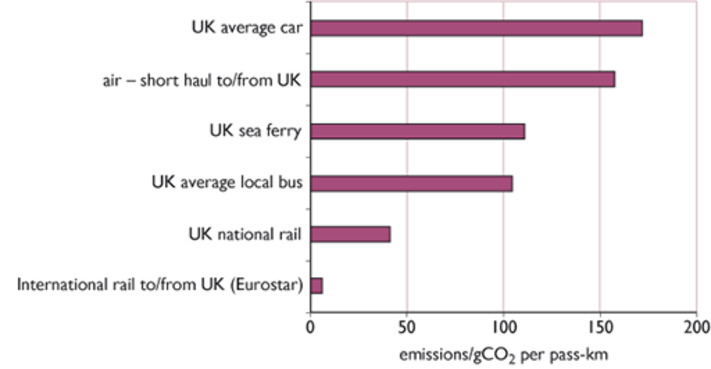 UK average car
air – short haul to/from UK
UK sea ferry
UK average local bus
UK national rail
International rail to/from UK (Eurostar)
0 50 100 150 200
emissions/gCO₂ per pass-km